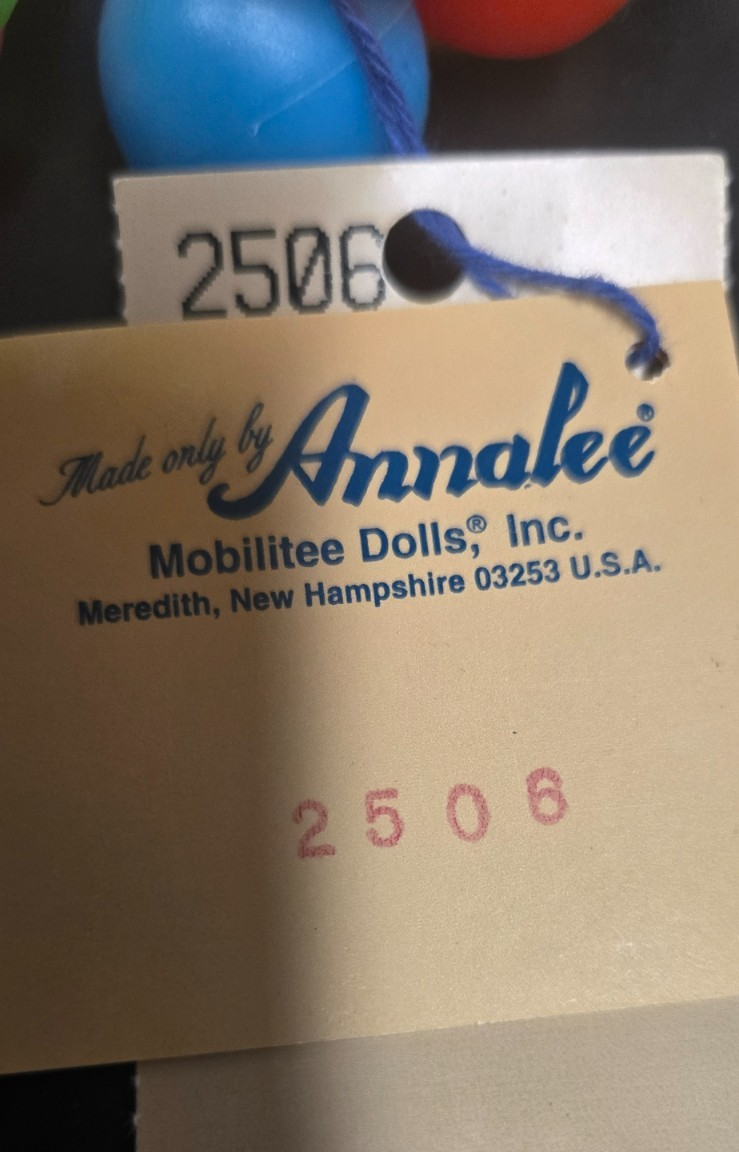 2506
Made only by Annalee®
Mobilitee Dolls,® Inc.
Meredith, New Hampshire 03253 U.S.A.
2506